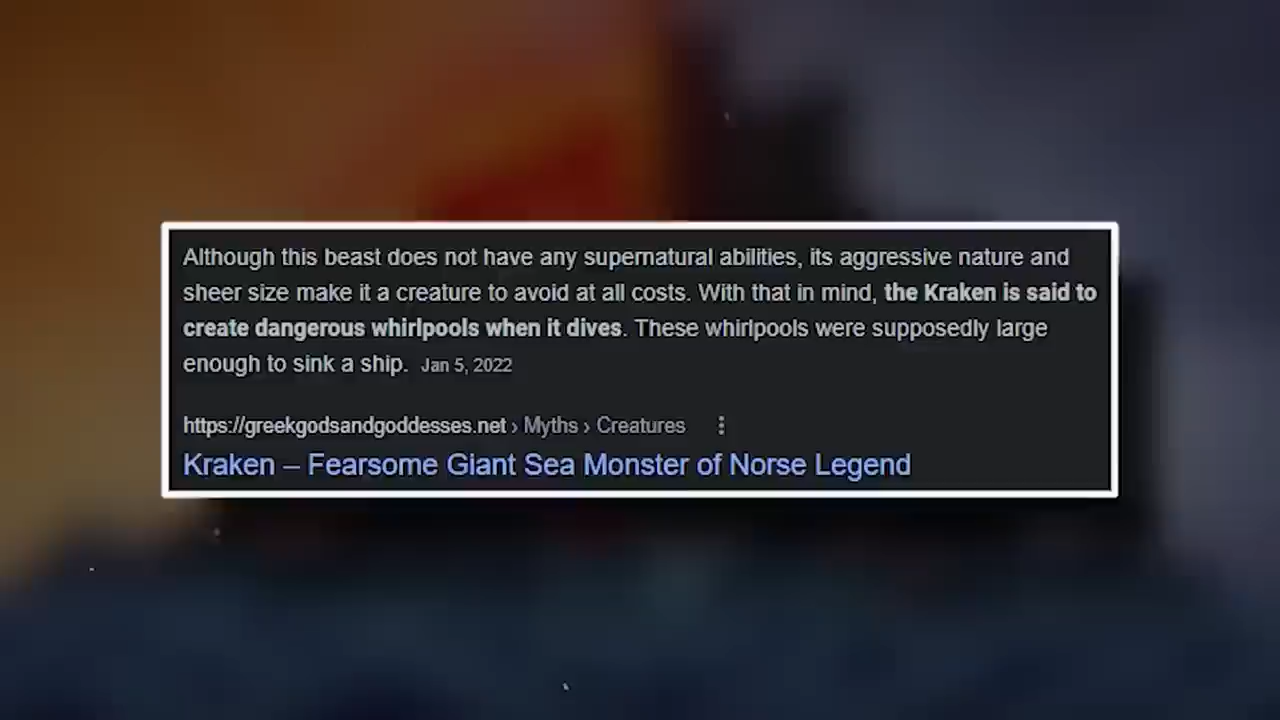 Although this beast does not have any supernatural abilities, its aggressive nature and
sheer size make it a creature to avoid at all costs. With that in mind, the Kraken is said to
create dangerous whirlpools when it dives. These whirlpools were supposedly large
enough to sink a ship. Jan 5, 2022
https://greekgodsandgoddesses.net › Myths › Creatures ⋮
Kraken – Fearsome Giant Sea Monster of Norse Legend